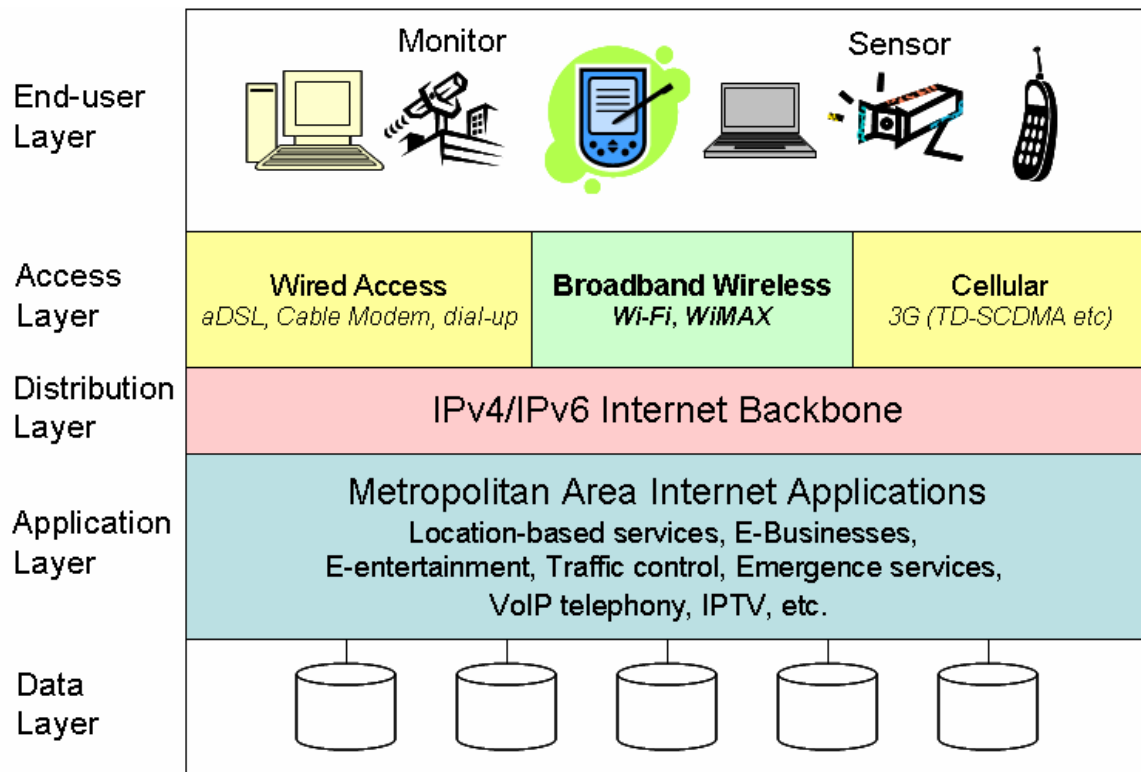 Monitor
Sensor
End-user
Layer
Access
Layer
Wired Access
aDSL, Cable Modem, dial-up
Broadband Wireless
Wi-Fi, WiMAX
Cellular
3G (TD-SCDMA etc)
Distribution
Layer
IPv4/IPv6 Internet Backbone
Application
Layer
Metropolitan Area Internet Applications
Location-based services, E-Businesses,
E-entertainment, Traffic control, Emergence services,
VoIP telephony, IPTV, etc.
Data
Layer